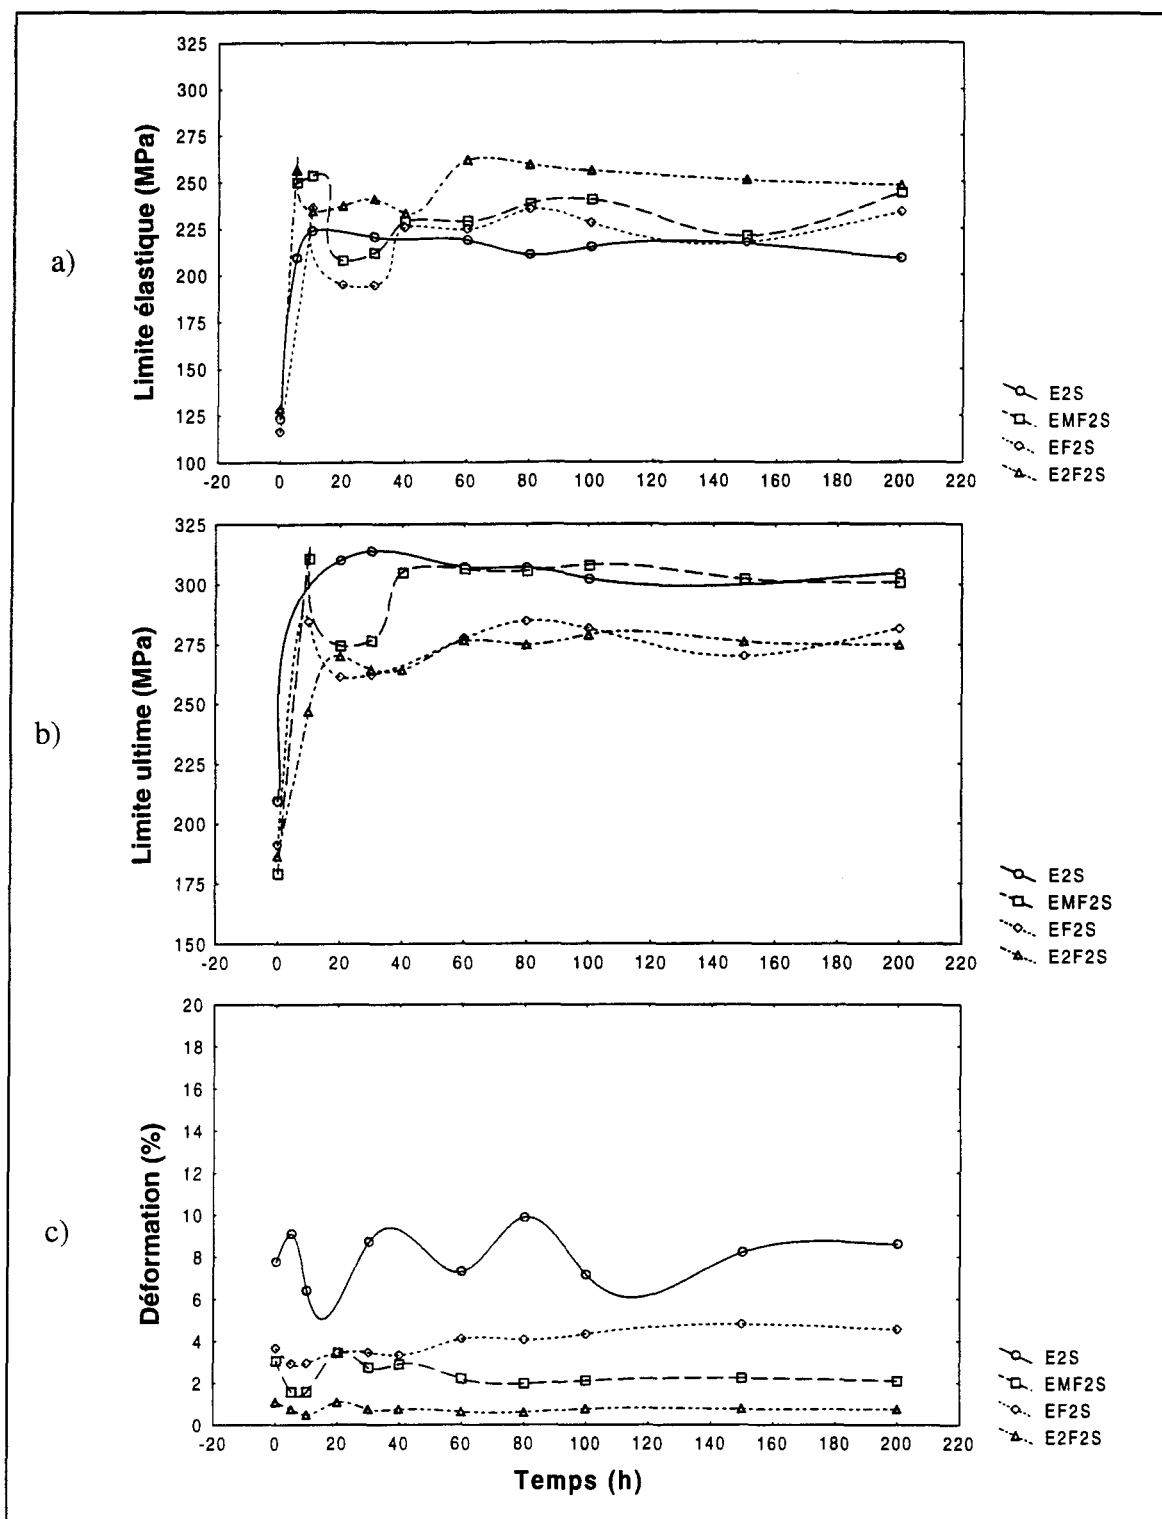 a)
Limite élastique (MPa)
325
300
275
250
225
200
175
150
125
100
-20 0 20 40 60 80 100 120 140 160 180 200 220
E2S
EMF2S
EF2S
E2F2S
b)
Limite ultime (MPa)
325
300
275
250
225
200
175
150
-20 0 20 40 60 80 100 120 140 160 180 200 220
E2S
EMF2S
EF2S
E2F2S
c)
Déformation (%)
20
18
16
14
12
10
8
6
4
2
0
-20 0 20 40 60 80 100 120 140 160 180 200 220
Temps (h)
E2S
EMF2S
EF2S
E2F2S